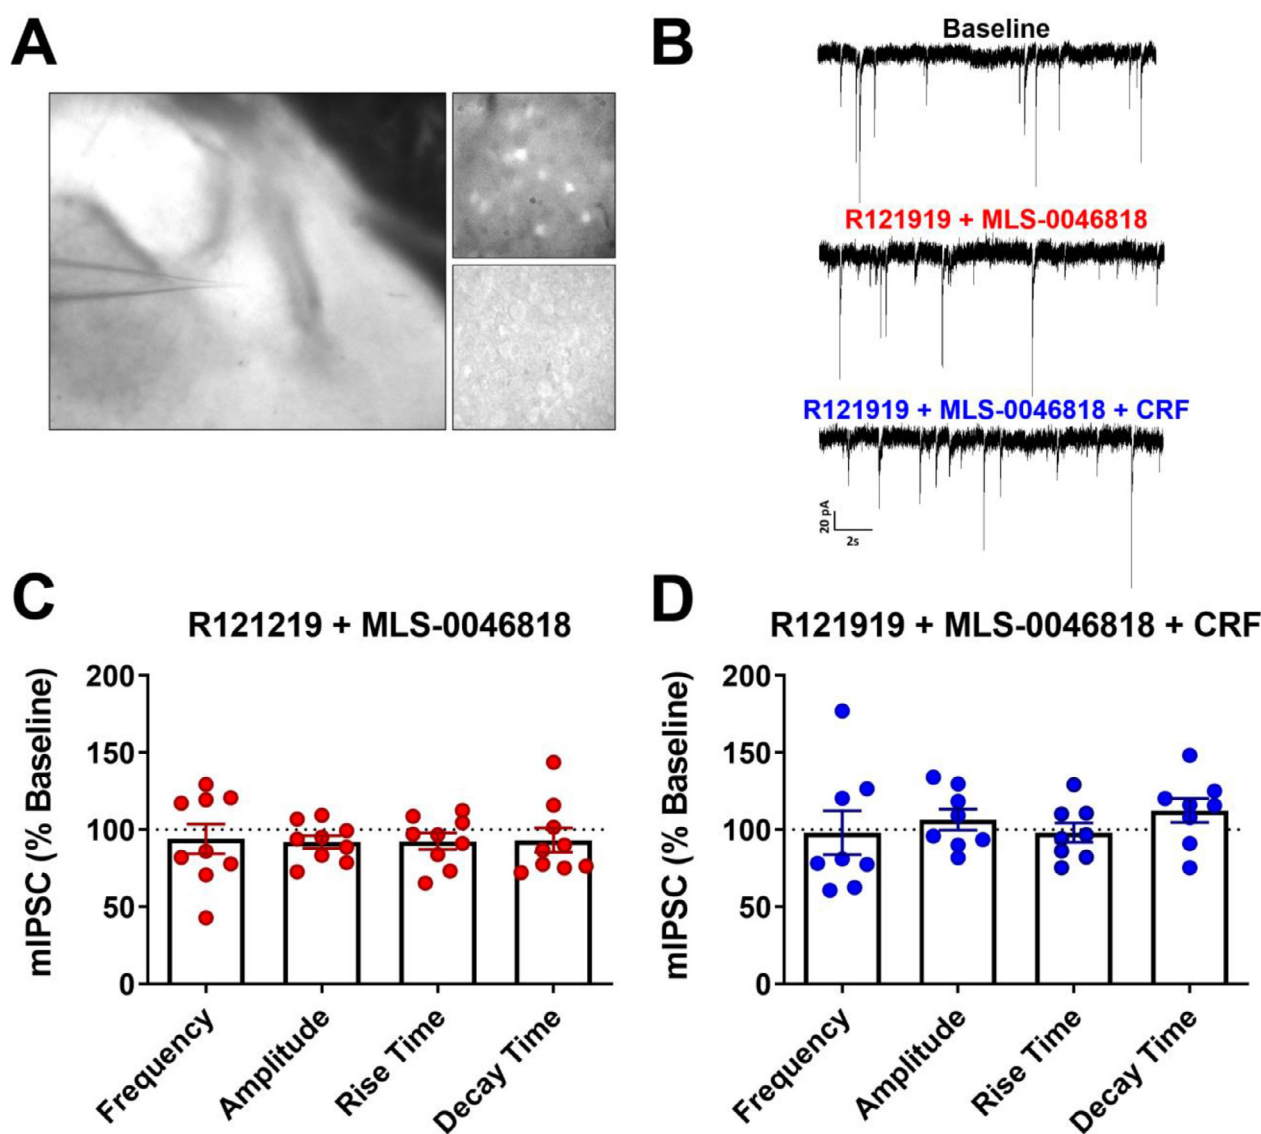 A
B
Baseline
R121919 + MLS-0046818
R121919 + MLS-0046818 + CRF
20 pA
2s
C
R121219 + MLS-0046818
mIPSC (% Baseline)
200
150
100
50
0
Frequency
Amplitude
Rise Time
Decay Time
D
R121919 + MLS-0046818 + CRF
mIPSC (% Baseline)
200
150
100
50
0
Frequency
Amplitude
Rise Time
Decay Time